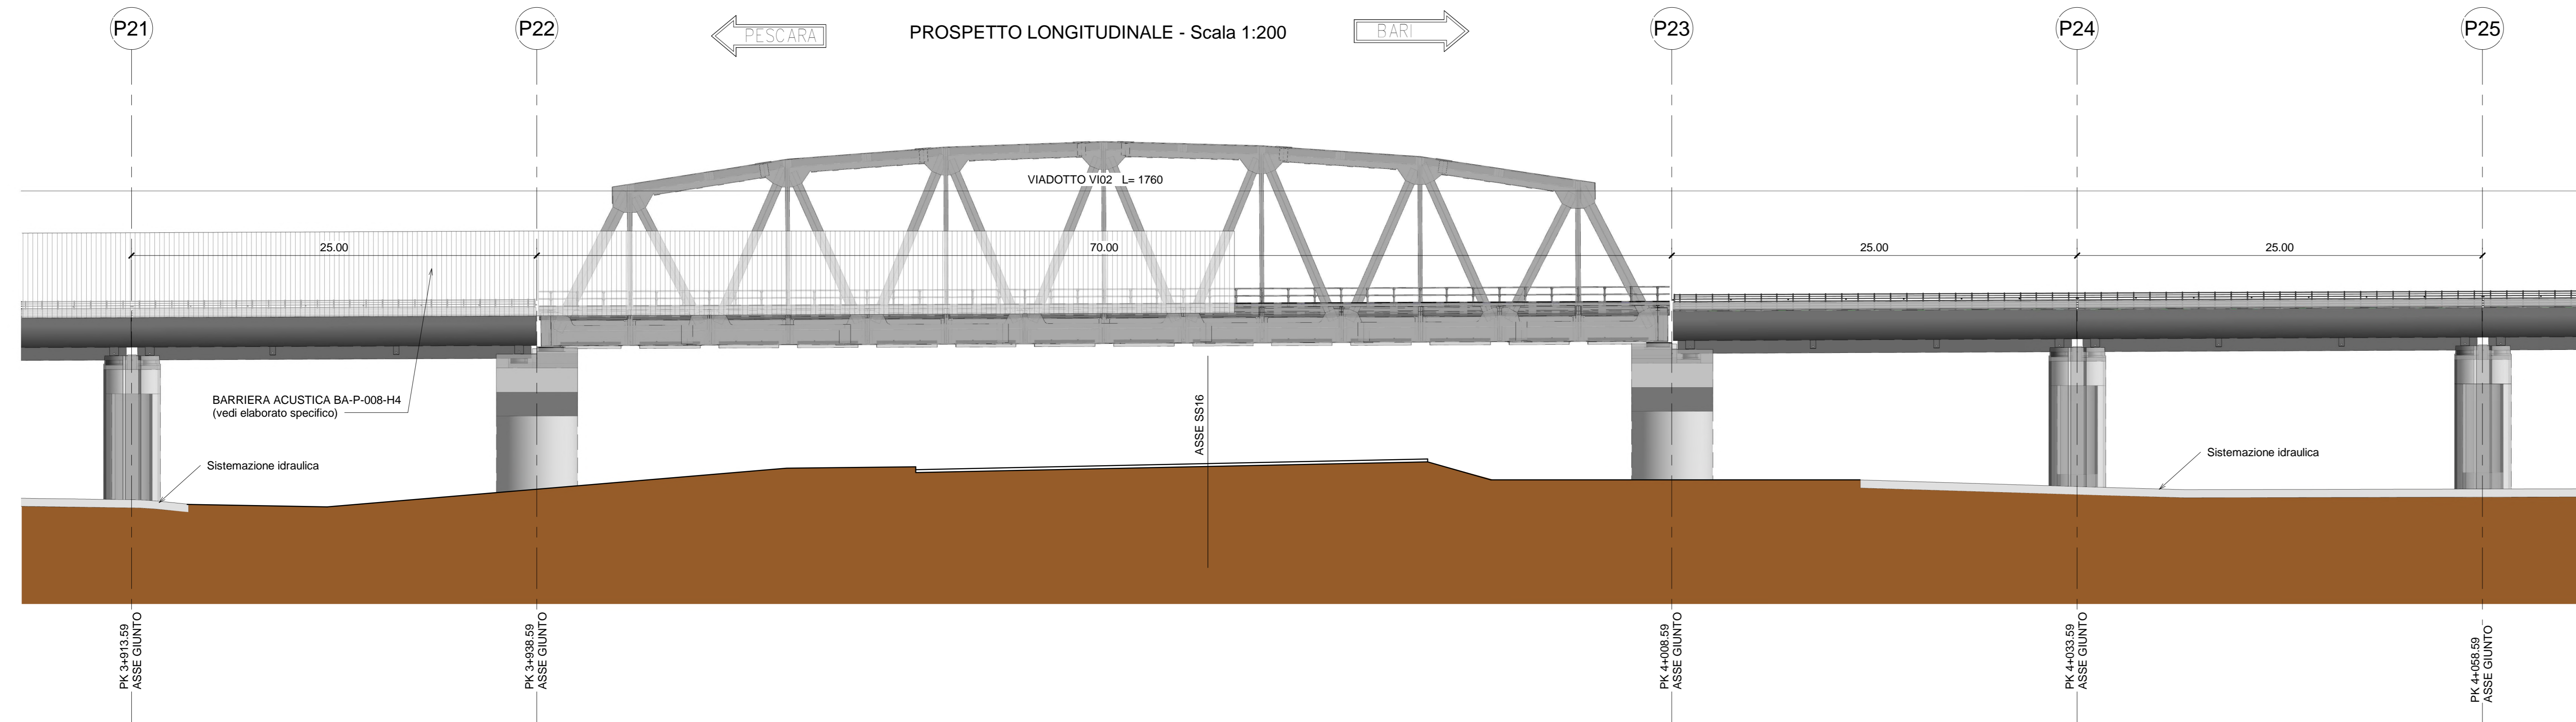 P21
P22
PESCARA
PROSPETTO LONGITUDINALE - Scala 1:200
BARI
P23
P24
P25
VIADOTTO VI02 L= 1760
25.00
70.00
25.00
25.00
BARRIERA ACUSTICA BA-P-008-H4
(vedi elaborato specifico)
ASSE SS16
Sistemazione idraulica
Sistemazione idraulica
PK 3+913.59
ASSE GIUNTO
PK 3+938.59
ASSE GIUNTO
PK 4+008.59
ASSE GIUNTO
PK 4+033.59
ASSE GIUNTO
PK 4+058.59
ASSE GIUNTO